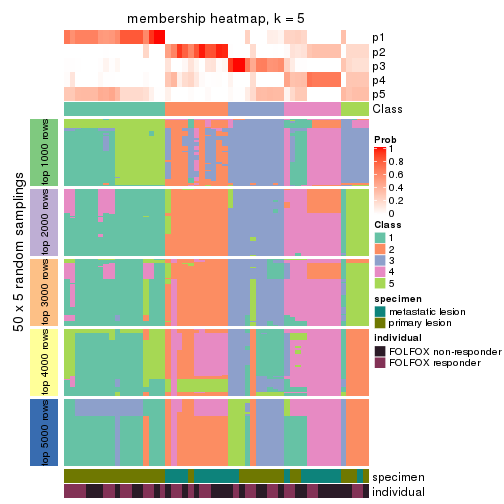 membership heatmap, k = 5
p1
p2
p3
p4
p5
Class
50 x 5 random samplings
top 1000 rows
top 2000 rows
top 3000 rows
top 4000 rows
top 5000 rows
specimen
individual
Prob
1
0.8
0.6
0.4
0.2
0
Class
1
2
3
4
5
specimen
metastatic lesion
primary lesion
individual
FOLFOX non-responder
FOLFOX responder